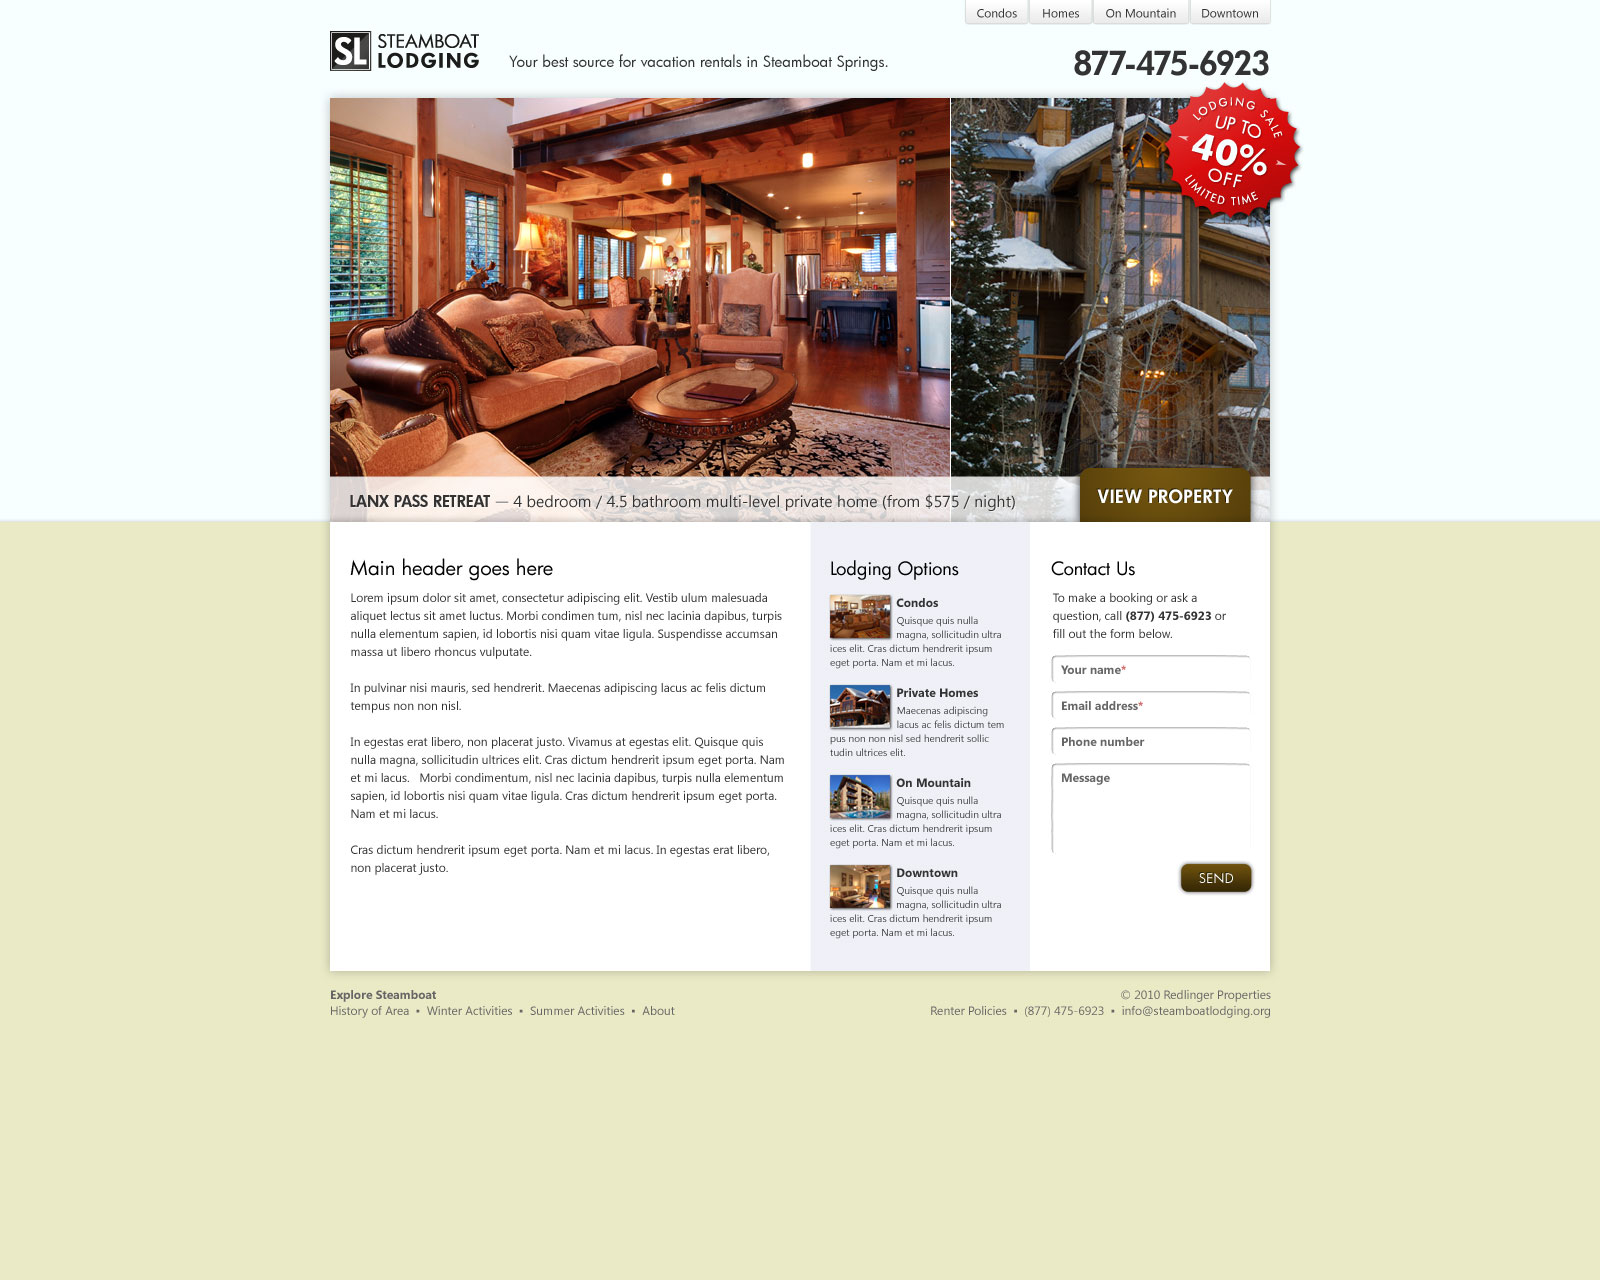 Condos
Homes
On Mountain
Downtown
SL STEAMBOAT
LODGING
Your best source for vacation rentals in Steamboat Springs.
877-475-6923
LODGING SALE
UP TO
40%
OFF
LIMITED TIME
LANX PASS RETREAT — 4 bedroom / 4.5 bathroom multi-level private home (from $575 / night)
VIEW PROPERTY
Main header goes here
Lorem ipsum dolor sit amet, consectetur adipiscing elit. Vestib ulum malesuada
aliquet lectus sit amet luctus. Morbi condimen tum, nisl nec lacinia dapibus, turpis
nulla elementum sapien, id lobortis nisi quam vitae ligula. Suspendisse accumsan
massa ut libero rhoncus vulputate.
In pulvinar nisi mauris, sed hendrerit. Maecenas adipiscing lacus ac felis dictum
tempus non non nisl.
In egestas erat libero, non placerat justo. Vivamus at egestas elit. Quisque quis
nulla magna, sollicitudin ultrices elit. Cras dictum hendrerit ipsum eget porta. Nam
et mi lacus.   Morbi condimentum, nisl nec lacinia dapibus, turpis nulla elementum
sapien, id lobortis nisi quam vitae ligula. Cras dictum hendrerit ipsum eget porta.
Nam et mi lacus.
Cras dictum hendrerit ipsum eget porta. Nam et mi lacus. In egestas erat libero,
non placerat justo.
Lodging Options
Condos
Quisque quis nulla
magna, sollicitudin ultra
ices elit. Cras dictum hendrerit ipsum
eget porta. Nam et mi lacus.
Private Homes
Maecenas adipiscing
lacus ac felis dictum tem
pus non non nisl sed hendrerit sollic
tudin ultrices elit.
On Mountain
Quisque quis nulla
magna, sollicitudin ultra
ices elit. Cras dictum hendrerit ipsum
eget porta. Nam et mi lacus.
Downtown
Quisque quis nulla
magna, sollicitudin ultra
ices elit. Cras dictum hendrerit ipsum
eget porta. Nam et mi lacus.
Contact Us
To make a booking or ask a
question, call (877) 475-6923 or
fill out the form below.
Your name*
Email address*
Phone number
Message
SEND
Explore Steamboat
History of Area • Winter Activities • Summer Activities • About
© 2010 Redlinger Properties
Renter Policies • (877) 475-6923 • info@steamboatlodging.org